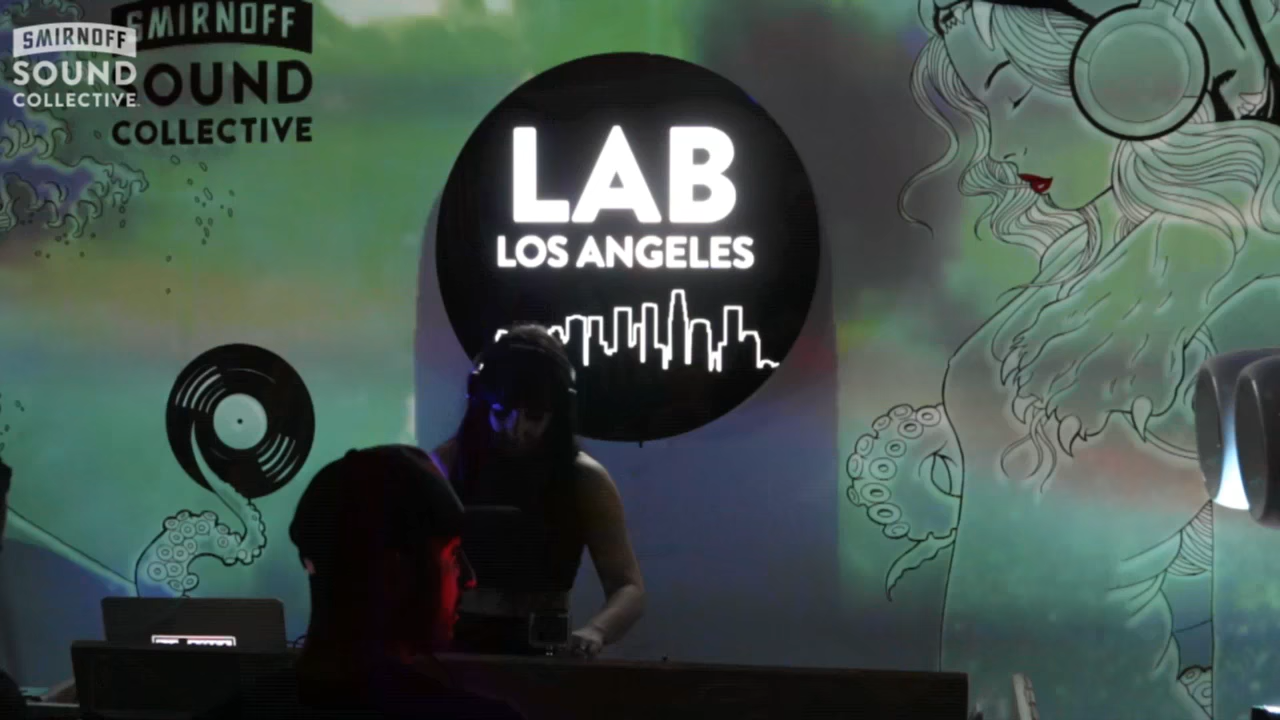 SMIRNOFF
SOUND
COLLECTIVE
SMIRNOFF
SOUND
COLLECTIVE
LAB
LOS ANGELES